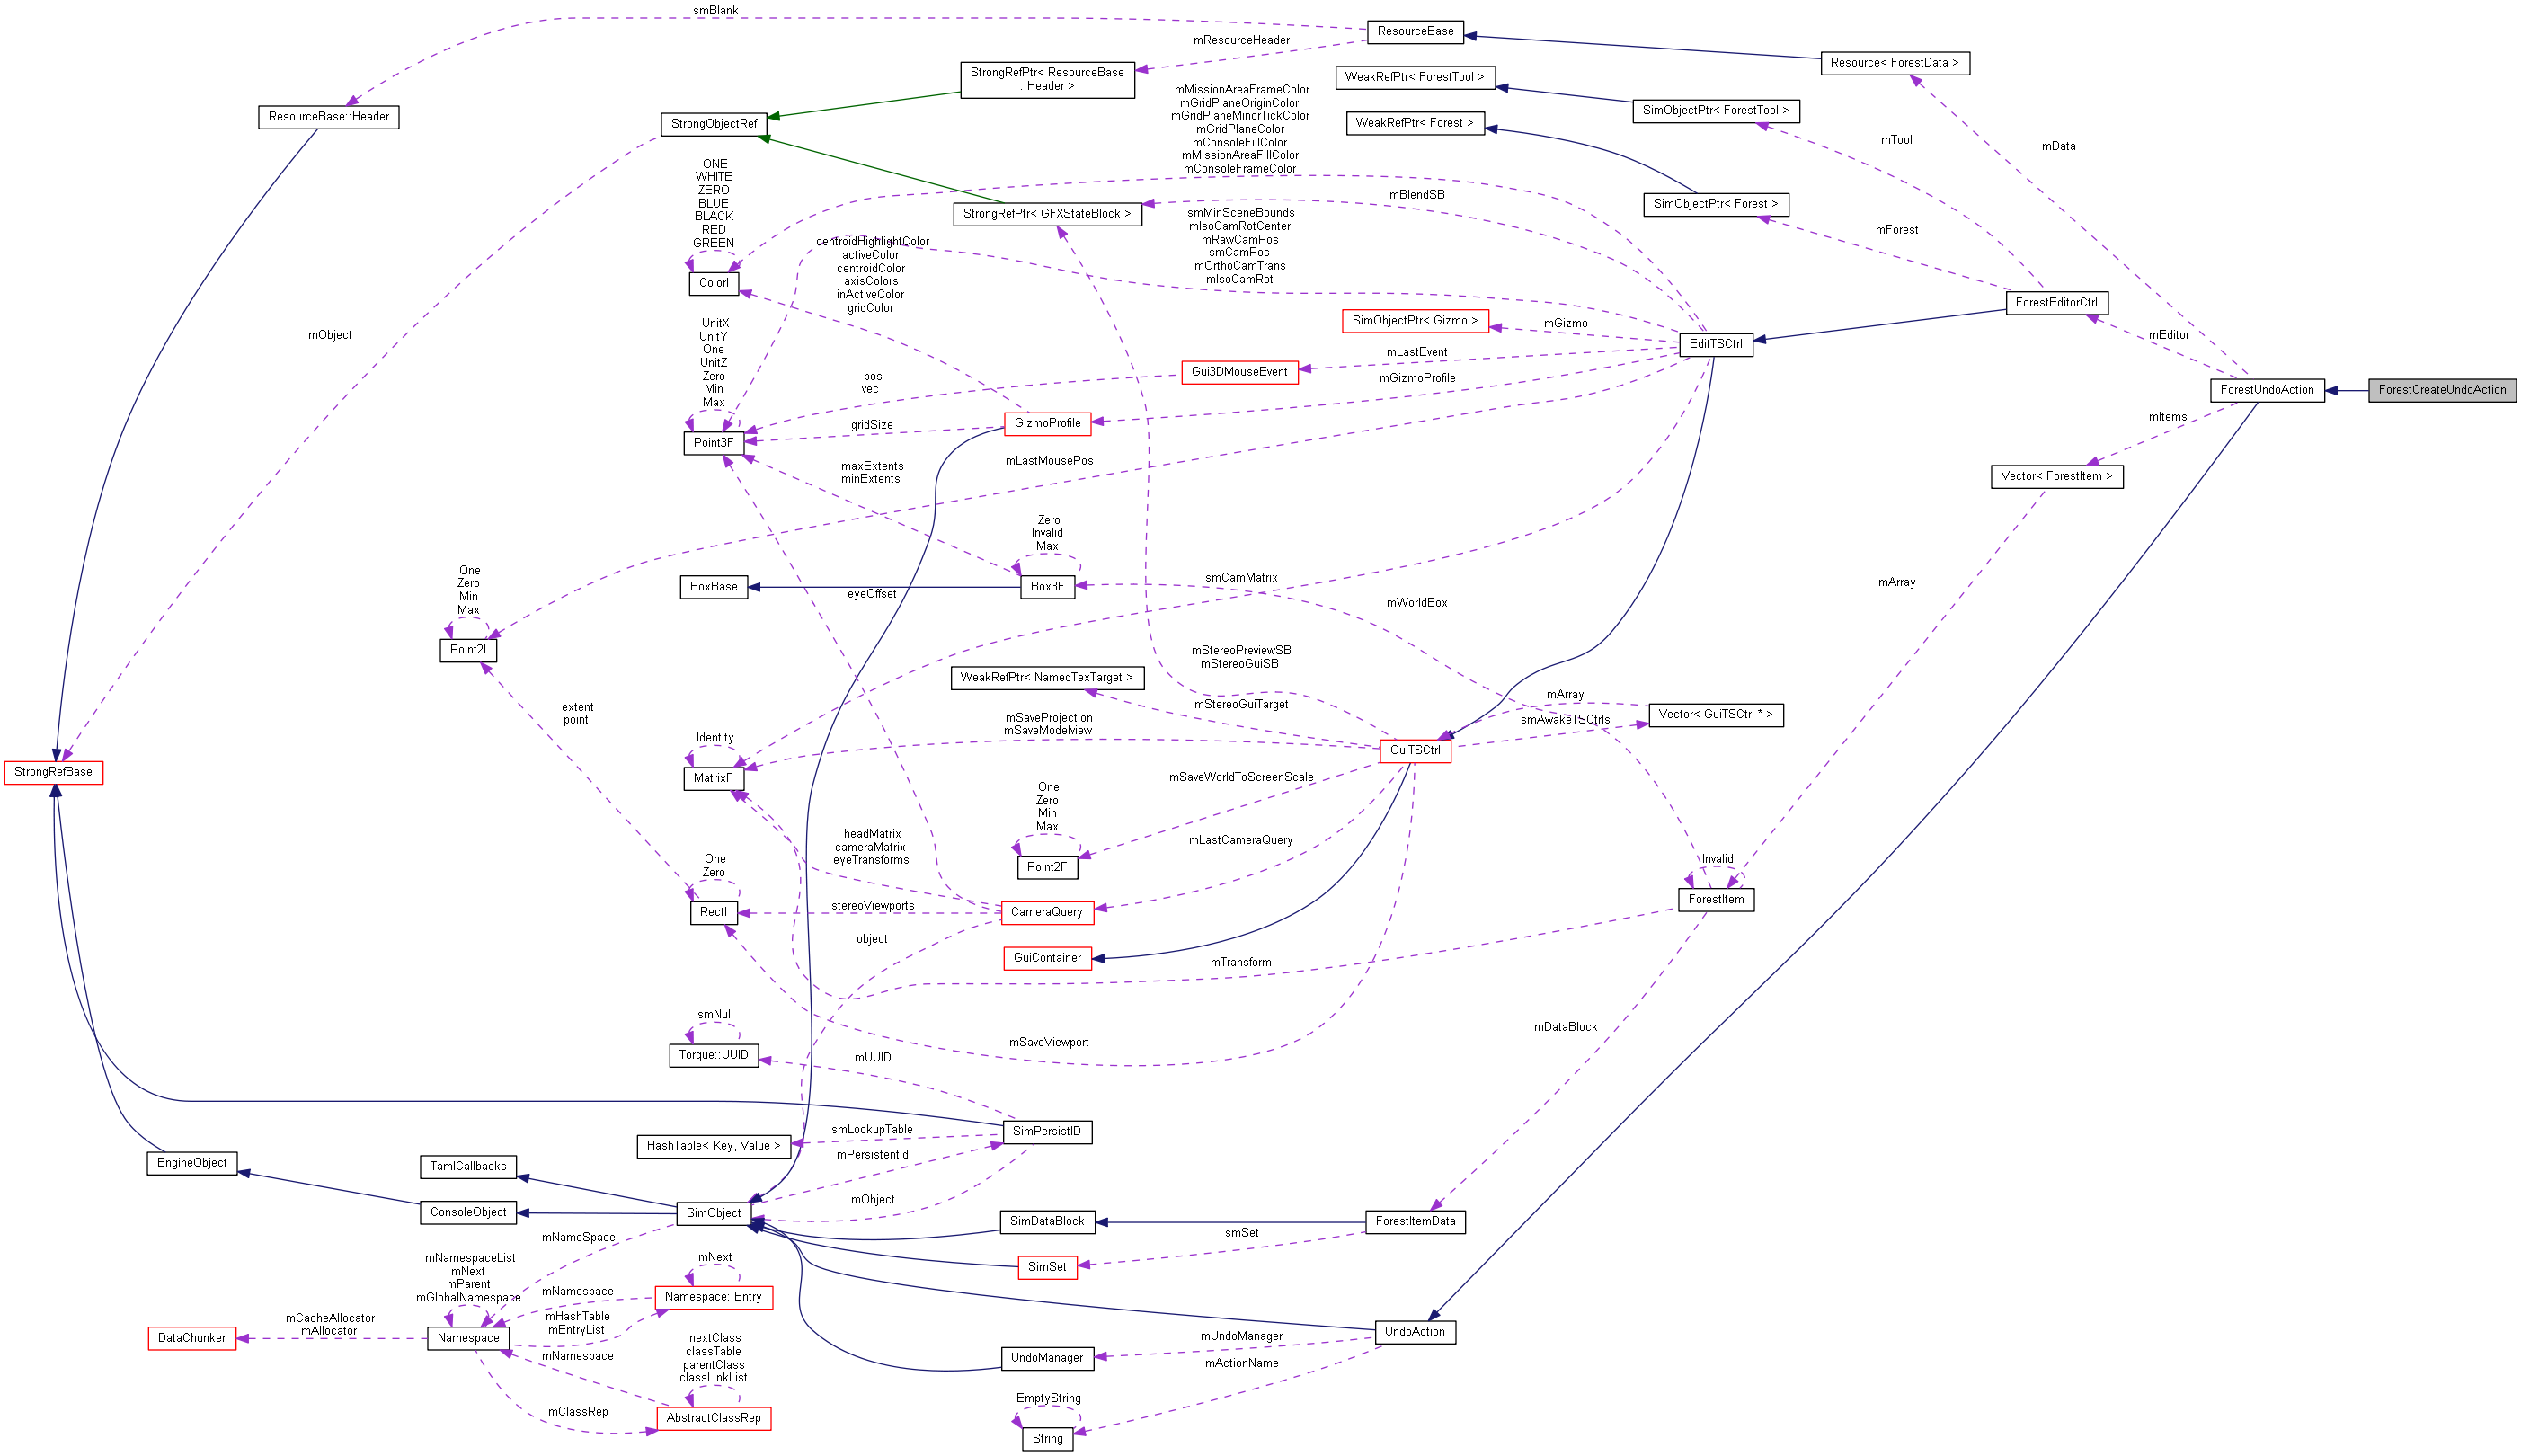 smBlank
ResourceBase
mResourceHeader
Resource< ForestData >
StrongRefPtr< ResourceBase
::Header >
WeakRefPtr< ForestTool >
mMissionAreaFrameColor
mGridPlaneOriginColor
mGridPlaneMinorTickColor
mGridPlaneColor
mConsoleFillColor
mMissionAreaFillColor
mConsoleFrameColor
SimObjectPtr< ForestTool >
ResourceBase::Header
StrongObjectRef
WeakRefPtr< Forest >
mTool
mData
ONE
WHITE
ZERO
BLUE
BLACK
RED
GREEN
mBlendSB
SimObjectPtr< Forest >
StrongRefPtr< GFXStateBlock >
smMinSceneBounds
mIsoCamRotCenter
mRawCamPos
smCamPos
mOrthoCamTrans
mIsoCamRot
mForest
centroidHighlightColor
activeColor
centroidColor
axisColors
inActiveColor
gridColor
ColorI
ForestEditorCtrl
SimObjectPtr< Gizmo >
mGizmo
mObject
UnitX
UnitY
One
UnitZ
Zero
Min
Max
mEditor
EditTSCtrl
mLastEvent
Gui3DMouseEvent
pos
vec
mGizmoProfile
ForestUndoAction
ForestCreateUndoAction
mItems
GizmoProfile
gridSize
Point3F
mLastMousePos
maxExtents
minExtents
Vector< ForestItem >
Zero
Invalid
Max
One
Zero
Min
Max
smCamMatrix
mArray
BoxBase
Box3F
eyeOffset
mWorldBox
Point2I
mStereoPreviewSB
mStereoGuiSB
WeakRefPtr< NamedTexTarget >
mArray
mStereoGuiTarget
extent
point
mSaveProjection
mSaveModelview
smAwakeTSCtrls
Vector< GuiTSCtrl * >
Identity
GuiTSCtrl
StrongRefBase
MatrixF
mSaveWorldToScreenScale
One
Zero
Min
Max
headMatrix
cameraMatrix
eyeTransforms
mLastCameraQuery
Point2F
One
Zero
Invalid
ForestItem
stereoViewports
RectI
CameraQuery
object
GuiContainer
mTransform
smNull
mSaveViewport
mDataBlock
Torque::UUID
mUUID
smLookupTable
SimPersistID
HashTable< Key, Value >
mPersistentId
EngineObject
TamlCallbacks
mObject
ConsoleObject
SimObject
SimDataBlock
ForestItemData
mNameSpace
smSet
mNamespaceList
mNext
mParent
mGlobalNamespace
mNext
SimSet
mNamespace
Namespace::Entry
mCacheAllocator
mAllocator
mHashTable
mEntryList
DataChunker
Namespace
UndoAction
mUndoManager
nextClass
classTable
parentClass
classLinkList
mNamespace
UndoManager
mActionName
EmptyString
mClassRep
AbstractClassRep
String